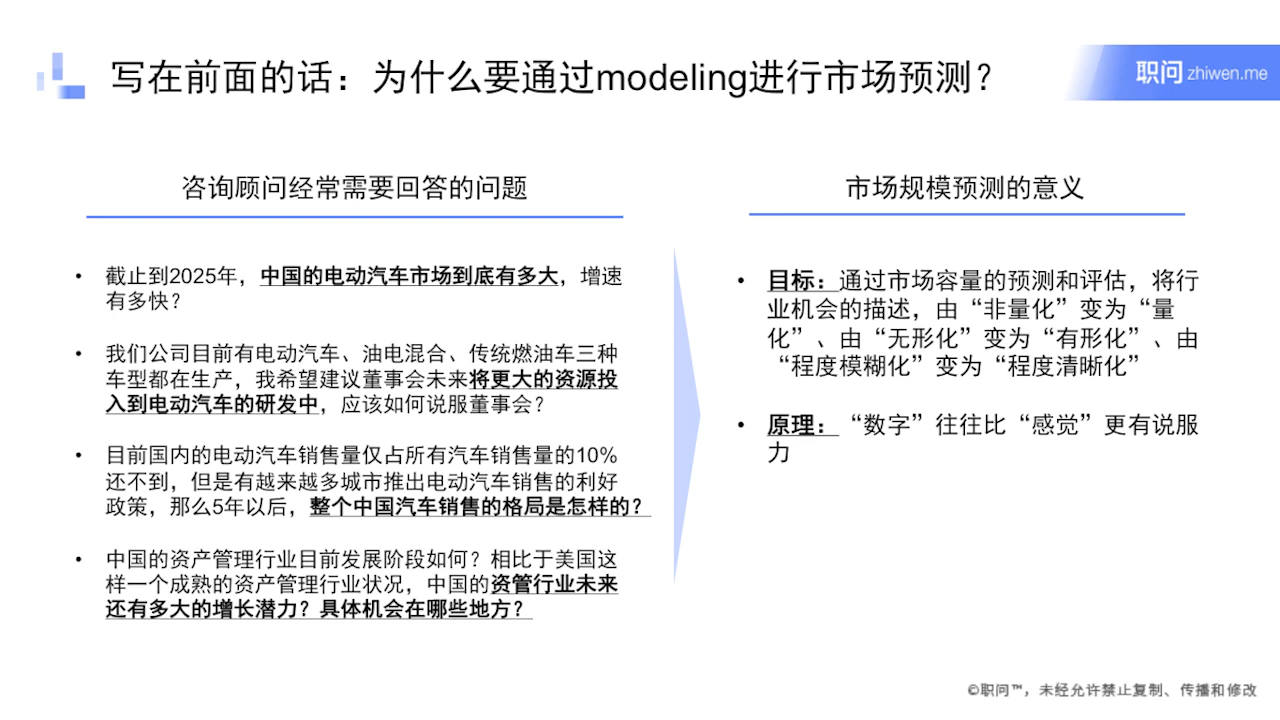 写在前面的话：为什么要通过modeling进行市场预测？
职问 zhiwen.me
咨询顾问经常需要回答的问题
• 截止到2025年，中国的电动汽车市场到底有多大，增速
有多快？
• 我们公司目前有电动汽车、油电混合、传统燃油车三种
车型都在生产，我希望建议董事会未来将更大的资源投
入到电动汽车的研发中，应该如何说服董事会？
• 目前国内的电动汽车销售量仅占所有汽车销售量的10%
还不到，但是有越来越多城市推出电动汽车销售的利好
政策，那么5年以后，整个中国汽车销售的格局是怎样的？
• 中国的资产管理行业目前发展阶段如何？相比于美国这
样一个成熟的资产管理行业状况，中国的资管行业未来
还有多大的增长潜力？具体机会在哪些地方？
市场规模预测的意义
• 目标：通过市场容量的预测和评估，将行
业机会的描述，由“非量化”变为“量
化”、由“无形化”变为“有形化”、由
“程度模糊化”变为“程度清晰化”
• 原理：“数字”往往比“感觉”更有说服
力
©职问™，未经允许禁止复制、传播和修改